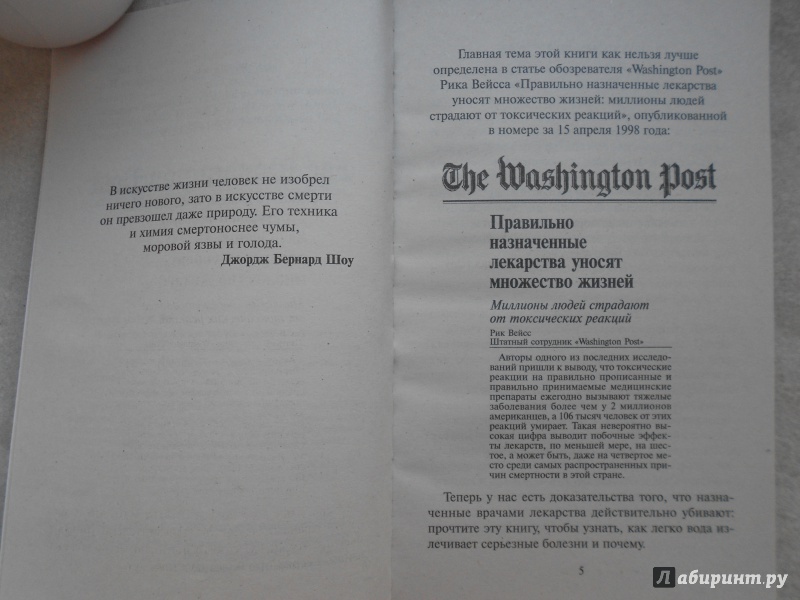 В искусстве жизни человек не изобрел
ничего нового, зато в искусстве смерти
он превзошел даже природу. Его техника
и химия смертоноснее чумы,
моровой язвы и голода.
Джордж Бернард Шоу
Главная тема этой книги как нельзя лучше
определена в статье обозревателя «Washington Post»
Рика Вейсса «Правильно назначенные лекарства
уносят множество жизней: миллионы людей
страдают от токсических реакций», опубликованной
в номере за 15 апреля 1998 года:
The Washington Post
Правильно
назначенные
лекарства уносят
множество жизней
Миллионы людей страдают
от токсических реакций
Рик Вейсс
Штатный сотрудник «Washington Post»
Авторы одного из последних исследо-
ваний пришли к выводу, что токсические
реакции на правильно прописанные и
правильно принимаемые медицинские
препараты ежегодно вызывают тяжелые
заболевания более чем у 2 миллионов
американцев, а 106 тысяч человек от этих
реакций умирает. Такая невероятно вы-
сокая цифра выводит побочные эффек-
ты лекарств, по меньшей мере, на шес-
тое, а может быть, даже на четвертое ме-
сто среди самых распространенных при-
чин смертности в этой стране.
Теперь у нас есть доказательства того, что назна-
ченные врачами лекарства действительно убивают:
прочтите эту книгу, чтобы узнать, как легко вода из-
лечивает серьезные болезни и почему.
5
Лабиринт.ру